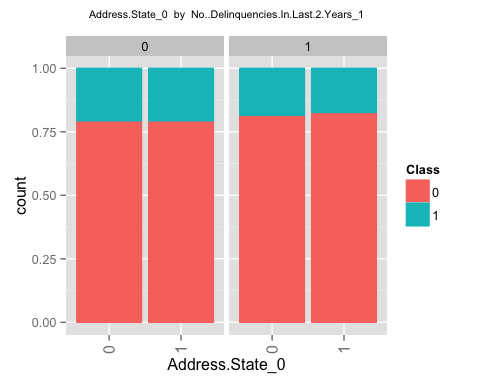 Address.State_0 by No..Delinquencies.In.Last.2.Years_1
0 1
1.00
0.75
0.50
0.25
0.00
count
0 1 0 1
Address.State_0
Class
0
1